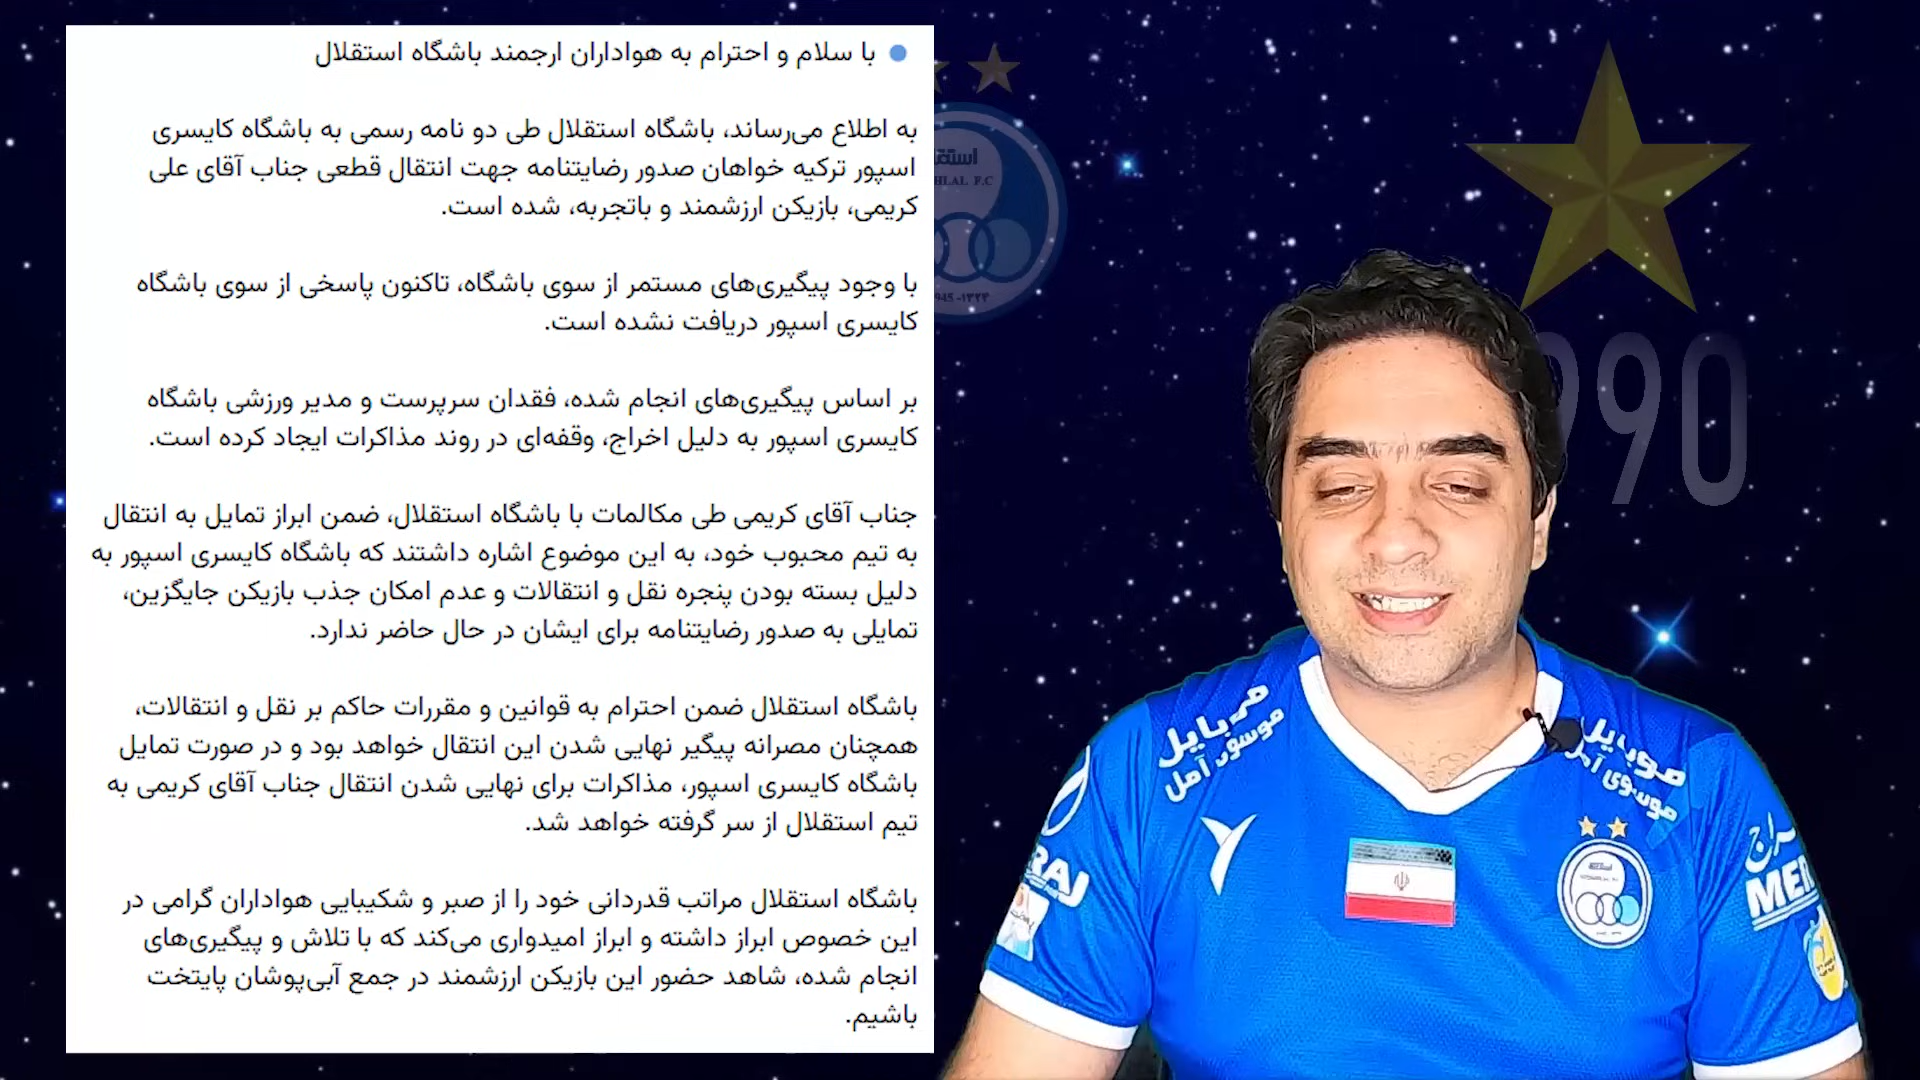 با سلام و احترام به هواداران ارجمند باشگاه استقلال
به اطلاع می‌رساند، باشگاه استقلال طی دو نامه رسمی به باشگاه کایسری
اسپور ترکیه خواهان صدور رضایتنامه جهت انتقال قطعی جناب آقای علی
کریمی، بازیکن ارزشمند و باتجربه، شده است.
با وجود پیگیری‌های مستمر از سوی باشگاه، تاکنون پاسخی از سوی باشگاه
کایسری اسپور دریافت نشده است.
بر اساس پیگیری‌های انجام شده، فقدان سرپرست و مدیر ورزشی باشگاه
کایسری اسپور به دلیل اخراج، وقفه‌ای در روند مذاکرات ایجاد کرده است.
جناب آقای کریمی طی مکالمات با باشگاه استقلال، ضمن ابراز تمایل به انتقال
به تیم محبوب خود، به این موضوع اشاره داشتند که باشگاه کایسری اسپور به
دلیل بسته بودن پنجره نقل و انتقالات و عدم امکان جذب بازیکن جایگزین،
تمایلی به صدور رضایتنامه برای ایشان در حال حاضر ندارد.
باشگاه استقلال ضمن احترام به قوانین و مقررات حاکم بر نقل و انتقالات،
همچنان مصرانه پیگیر نهایی شدن این انتقال خواهد بود و در صورت تمایل
باشگاه کایسری اسپور، مذاکرات برای نهایی شدن انتقال جناب آقای کریمی به
تیم استقلال از سر گرفته خواهد شد.
باشگاه استقلال مراتب قدردانی خود را از صبر و شکیبایی هواداران گرامی در
این خصوص ابراز داشته و ابراز امیدواری می‌کند که با تلاش و پیگیری‌های
انجام شده، شاهد حضور این بازیکن ارزشمند در جمع آبی‌پوشان پایتخت
باشیم.
HLAL F.C
945 -۱۳۲۴
990
موبایل
موسوی آمل